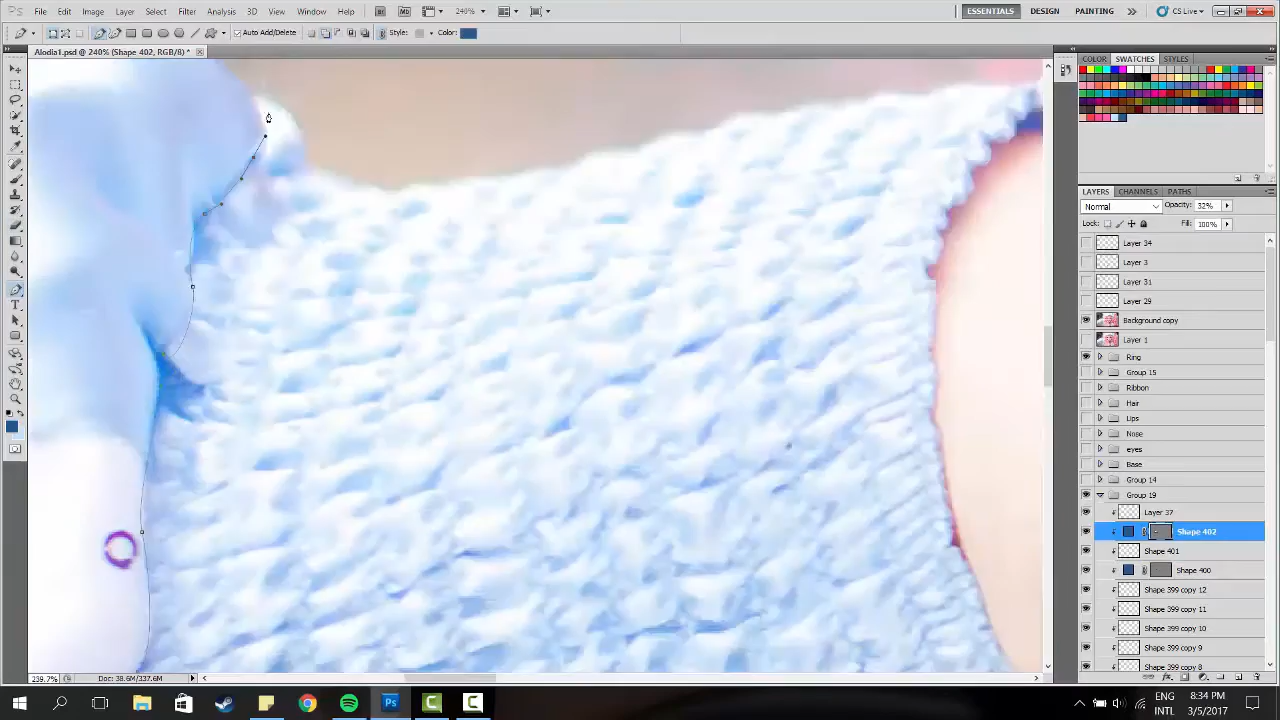 Ps File Edit Image Layer Select Filter Analysis 3D View Window Help Br Mb 240% ESSENTIALS DESIGN PAINTING CS Live
Auto Add/Delete Style: Color:
Alodia1.psd @ 240% (Shape 402, RGB/8) *
COLOR SWATCHES STYLES
LAYERS CHANNELS PATHS
Normal Opacity: 32%
Lock: Fill: 100%
Layer 34
Layer 3
Layer 31
Layer 29
Background copy
Layer 1
Ring
Group 15
Ribbon
Hair
Lips
Nose
eyes
Base
Group 14
Group 19
Layer 37
Shape 402
Shape 401
Shape 400
Shape 399 copy 12
Shape 399 copy 11
Shape 399 copy 10
Shape 399 copy 9
Shape 399 copy 8
239.7% Doc: 38.6M/337.6M
ENG 8:34 PM
INTL 3/5/2017